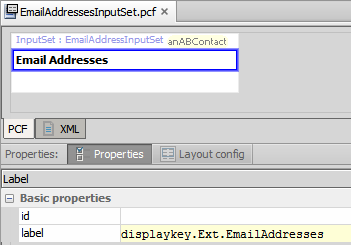 EmailAddressesInputSet.pcf
InputSet : EmailAddressInputSet anABContact
Email Addresses
PCF XML
Properties: Properties Layout config
Label
Basic properties
id
label displaykey.Ext.EmailAddresses